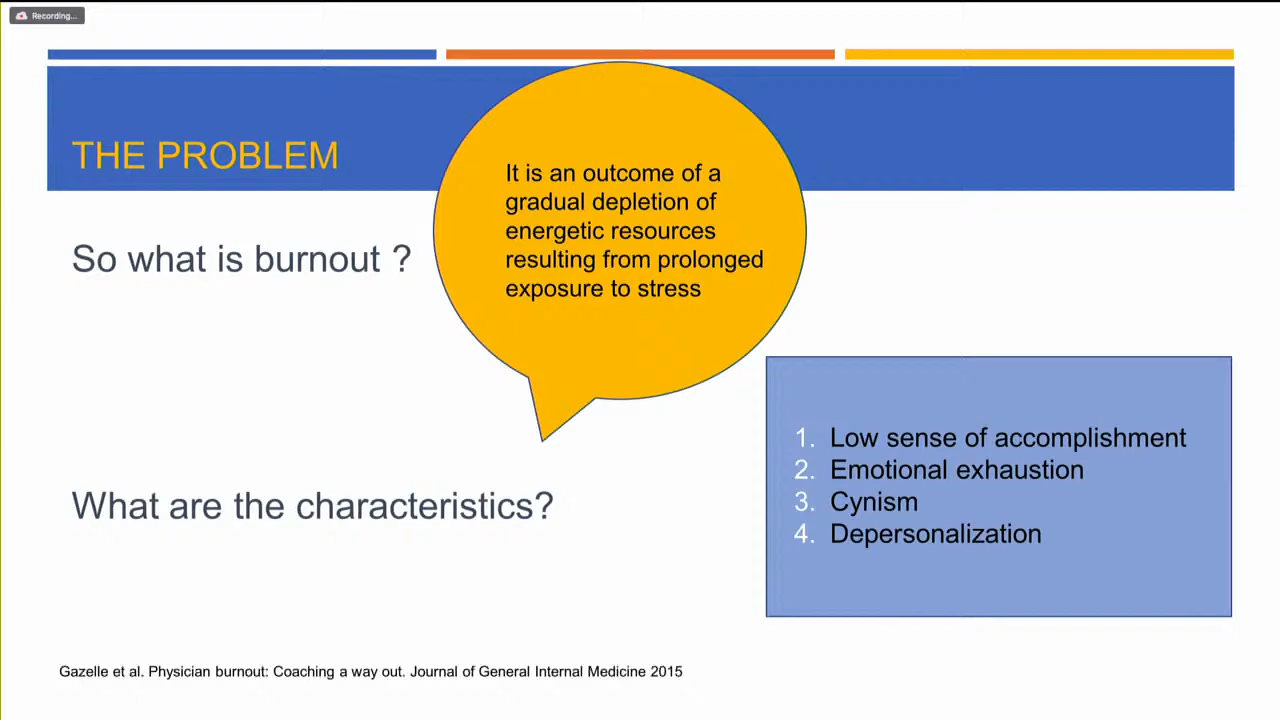 Recording...
THE PROBLEM
It is an outcome of a
gradual depletion of
energetic resources
resulting from prolonged
exposure to stress
So what is burnout ?
1. Low sense of accomplishment
2. Emotional exhaustion
3. Cynism
4. Depersonalization
What are the characteristics?
Gazelle et al. Physician burnout: Coaching a way out. Journal of General Internal Medicine 2015